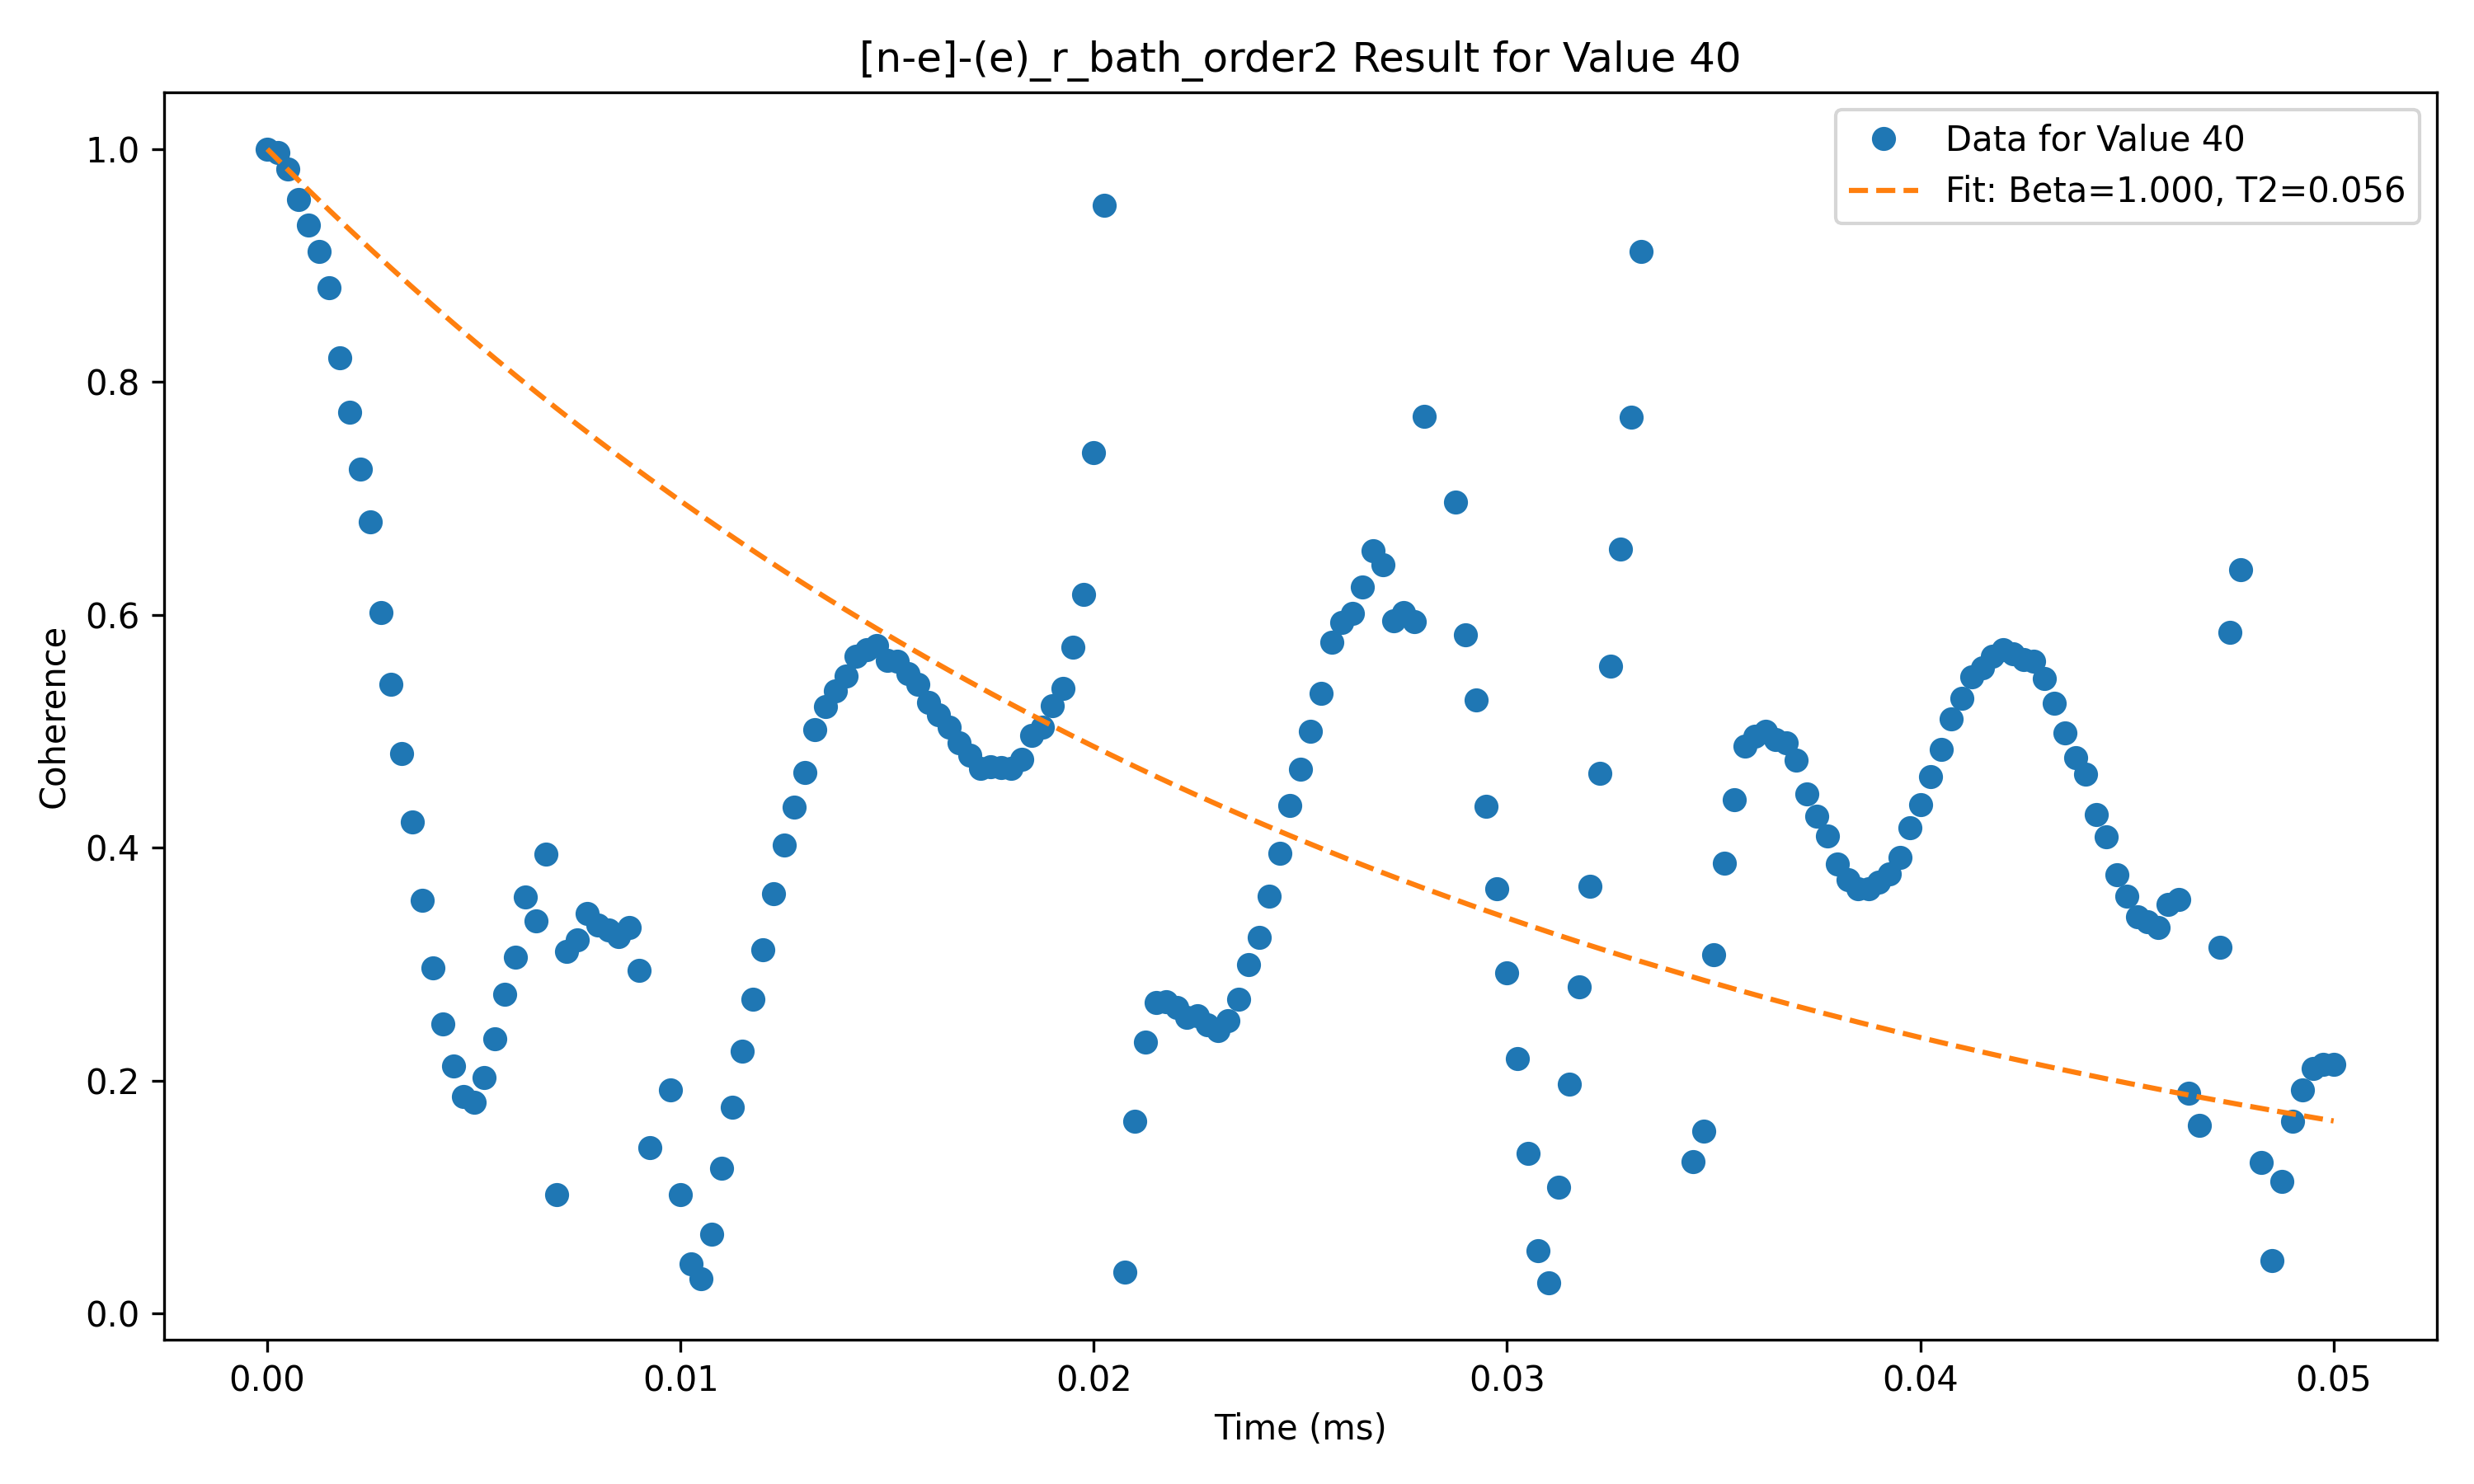 [n-e]-(e)_r_bath_order2 Result for Value 40
Data for Value 40
Fit: Beta=1.000, T2=0.056
Coherence
1.0
0.8
0.6
0.4
0.2
0.0
0.00 0.01 0.02 0.03 0.04 0.05
Time (ms)